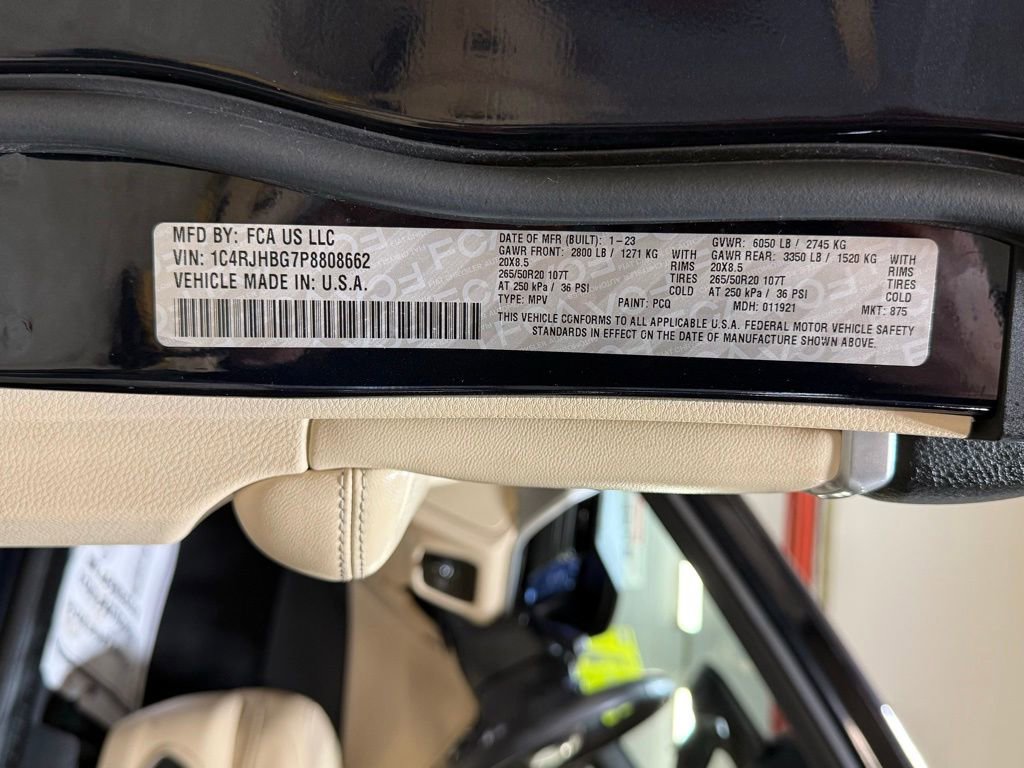 MFD BY: FCA US LLC
VIN: 1C4RJHBG7P8808662
VEHICLE MADE IN: U.S.A.
DATE OF MFR (BUILT): 1-23
GAWR FRONT: 2800 LB / 1271 KG WITH
20X8.5 RIMS
265/50R20 107T TIRES
AT 250 kPa / 36 PSI COLD
TYPE: MPV PAINT: PCQ
GVWR: 6050 LB / 2745 KG
GAWR REAR: 3350 LB / 1520 KG WITH
20X8.5 RIMS
265/50R20 107T TIRES
AT 250 kPa / 36 PSI COLD
MDH: 011921 MKT: 875
THIS VEHICLE CONFORMS TO ALL APPLICABLE U.S.A. FEDERAL MOTOR VEHICLE SAFETY
STANDARDS IN EFFECT ON THE DATE OF MANUFACTURE SHOWN ABOVE.